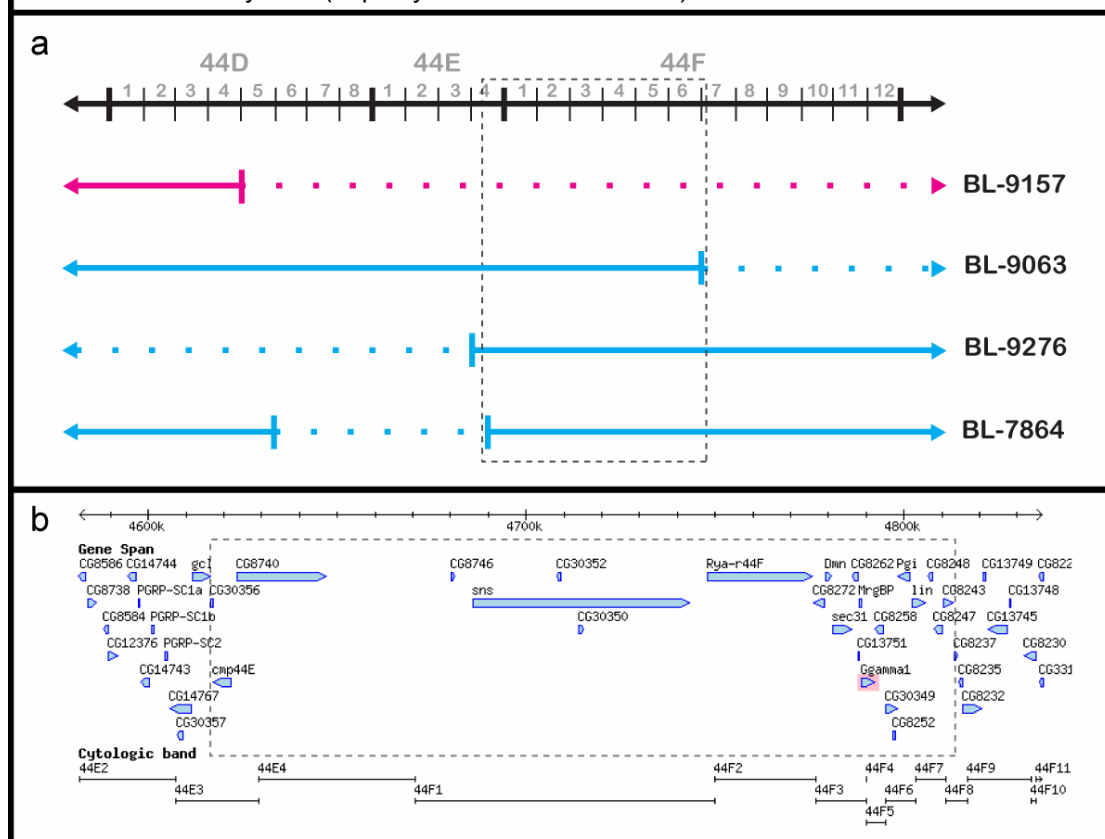 a
44D 44E 44F
1 2 3 4 5 6 7 8 1 2 3 4 1 2 3 4 5 6 7 8 9 10 11 12
BL-9157
BL-9063
BL-9276
BL-7864
b
4600k 4700k 4800k
Gene Span
CG8586 CG14744 gcl CG8740 CG8746 CG30352 Rya-r44F Dmn CG8262 Pgi CG8248 CG13749 CG822
CG8738 PGRP-SC1a CG30356 sns CG8272 MrgBP lin CG8243 CG13748
CG8584 PGRP-SC1b CG30350 sec31 CG8258 CG8247 CG13745
CG12376 PGRP-SC2 CG13751 CG8237 CG8230
CG14743 cmp44E Ggamma1 CG8235 CG331
CG14767 CG30349 CG8232
CG30357 CG8252
Cytologic band
44E2 44E4 44F2 44F4 44F7 44F9 44F11
44E3 44F1 44F3 44F6 44F8 44F10
44F5